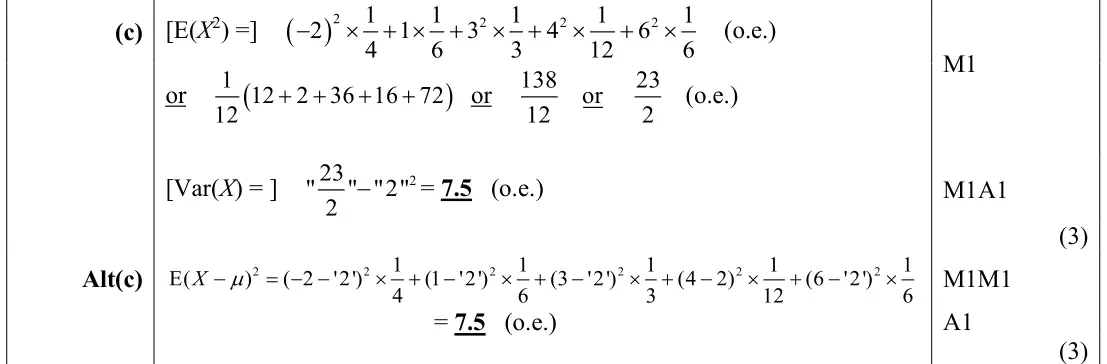 (c) [E(X²) =] (−2)² × 1/4 + 1 × 1/6 + 3² × 1/3 + 4² × 1/12 + 6² × 1/6 (o.e.)
M1
or 1/12 (12 + 2 + 36 + 16 + 72) or 138/12 or 23/2 (o.e.)
[Var(X) = ] "23/2" − "2"² = 7.5 (o.e.) M1A1
(3)
Alt(c) E(X − μ)² = (−2 − '2')² × 1/4 + (1 − '2')² × 1/6 + (3 − '2')² × 1/3 + (4 − 2)² × 1/12 + (6 − '2')² × 1/6 M1M1
= 7.5 (o.e.) A1
(3)